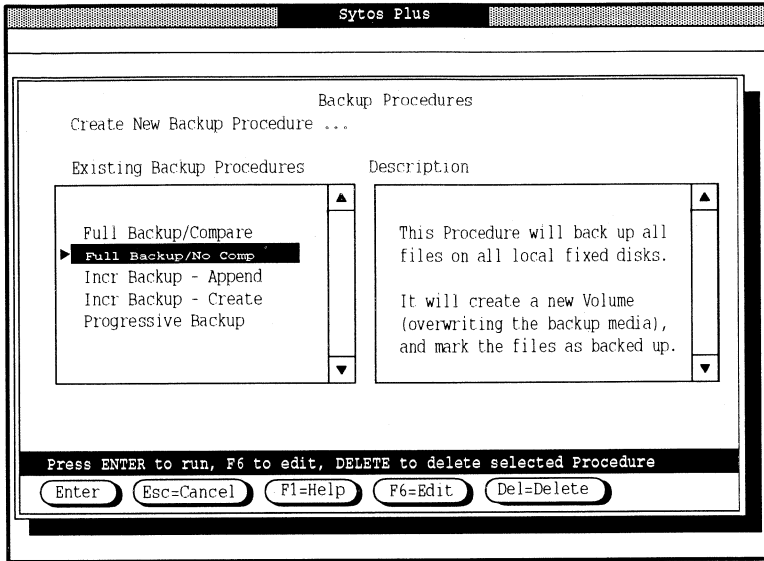 Sytos Plus
Backup Procedures
Create New Backup Procedure ...
Existing Backup Procedures
Description
Full Backup/Compare
Full Backup/No Comp
Incr Backup - Append
Incr Backup - Create
Progressive Backup
This Procedure will back up all
files on all local fixed disks.
It will create a new Volume
(overwriting the backup media),
and mark the files as backed up.
Press ENTER to run, F6 to edit, DELETE to delete selected Procedure
Enter Esc=Cancel F1=Help F6=Edit Del=Delete